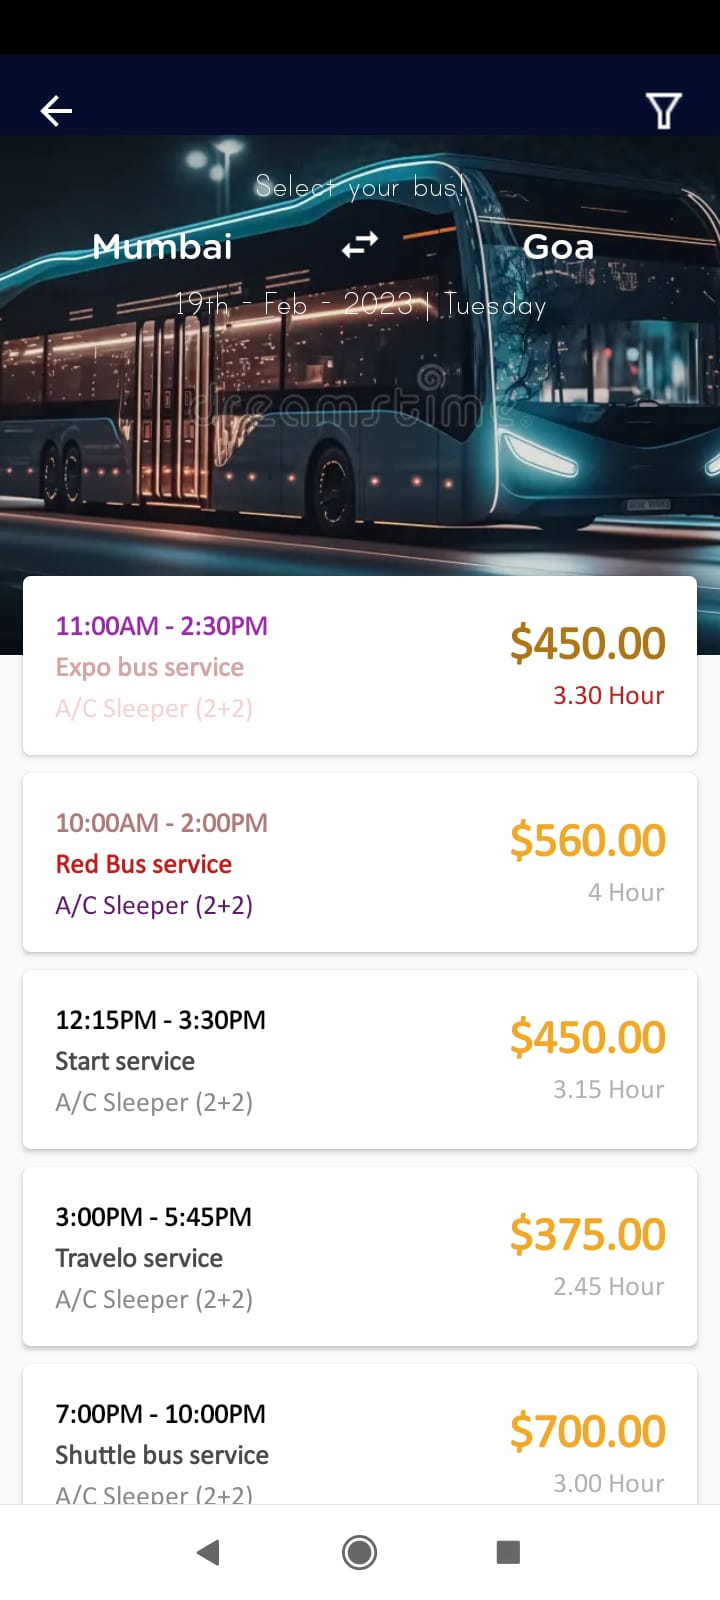 Select your bus!
Mumbai Goa
19th - Feb - 2023 | Tuesday
dreamstime
11:00AM - 2:30PM
$450.00
Expo bus service
3.30 Hour
A/C Sleeper (2+2)
10:00AM - 2:00PM
$560.00
Red Bus service
4 Hour
A/C Sleeper (2+2)
12:15PM - 3:30PM
$450.00
Start service
3.15 Hour
A/C Sleeper (2+2)
3:00PM - 5:45PM
$375.00
Travelo service
2.45 Hour
A/C Sleeper (2+2)
7:00PM - 10:00PM
$700.00
Shuttle bus service
3.00 Hour
A/C Sleeper (2+2)